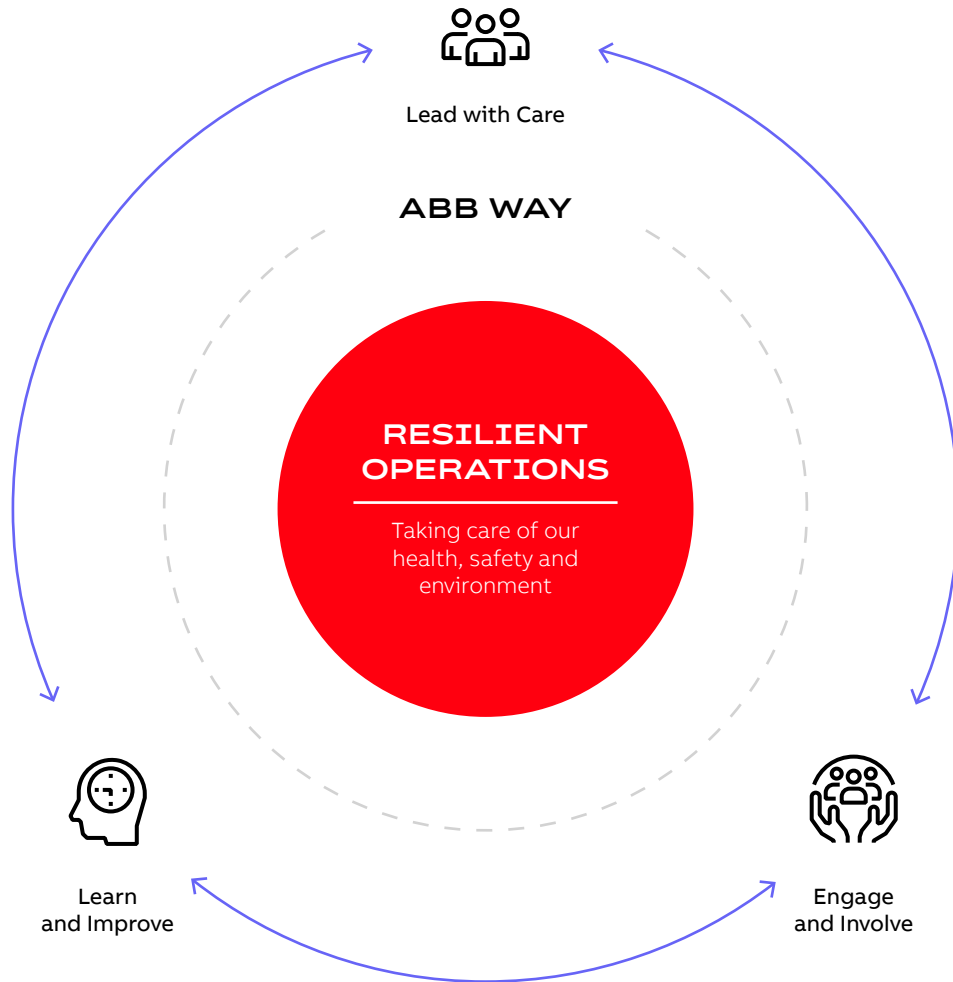 Lead with Care
ABB WAY
RESILIENT
OPERATIONS
Taking care of our
health, safety and
environment
Learn
and Improve
Engage
and Involve